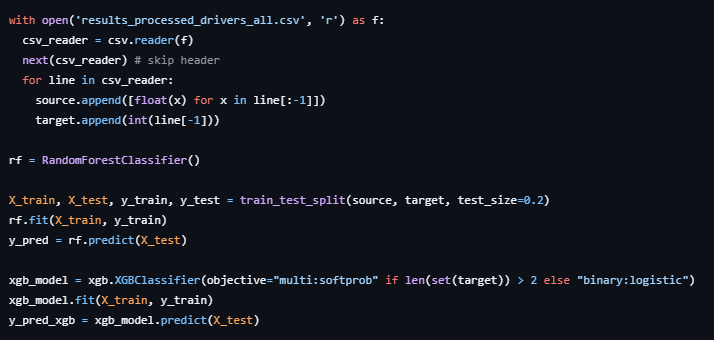 with open('results_processed_drivers_all.csv', 'r') as f:
  csv_reader = csv.reader(f)
  next(csv_reader) # skip header
  for line in csv_reader:
    source.append([float(x) for x in line[:-1]])
    target.append(int(line[-1]))

rf = RandomForestClassifier()

X_train, X_test, y_train, y_test = train_test_split(source, target, test_size=0.2)
rf.fit(X_train, y_train)
y_pred = rf.predict(X_test)

xgb_model = xgb.XGBClassifier(objective="multi:softprob" if len(set(target)) > 2 else "binary:logistic")
xgb_model.fit(X_train, y_train)
y_pred_xgb = xgb_model.predict(X_test)